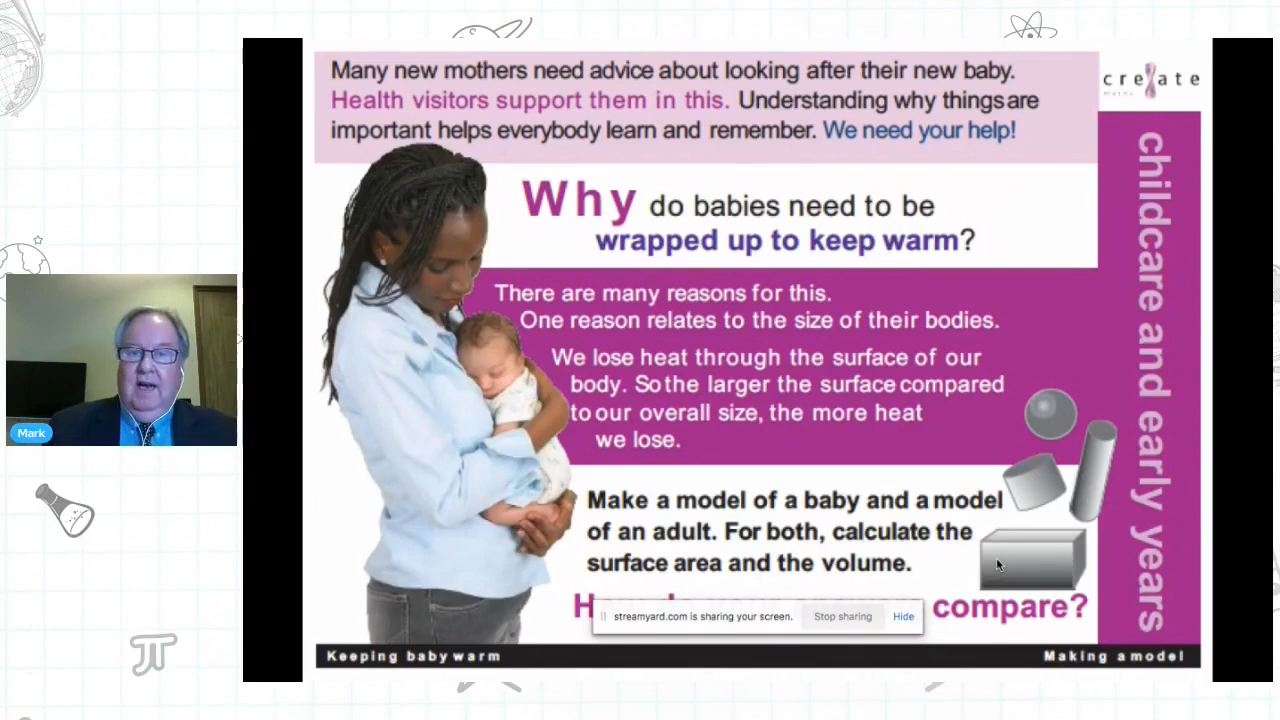 Many new mothers need advice about looking after their new baby.
Health visitors support them in this. Understanding why things are
important helps everybody learn and remember. We need your help!
cre ate
Why do babies need to be
wrapped up to keep warm?
There are many reasons for this.
One reason relates to the size of their bodies.
We lose heat through the surface of our
body. So the larger the surface compared
to our overall size, the more heat
we lose.
childcare and early years
Mark
Make a model of a baby and a model
of an adult. For both, calculate the
surface area and the volume.
compare?
streamyard.com is sharing your screen. Stop sharing Hide
Keeping baby warm
Making a model
π